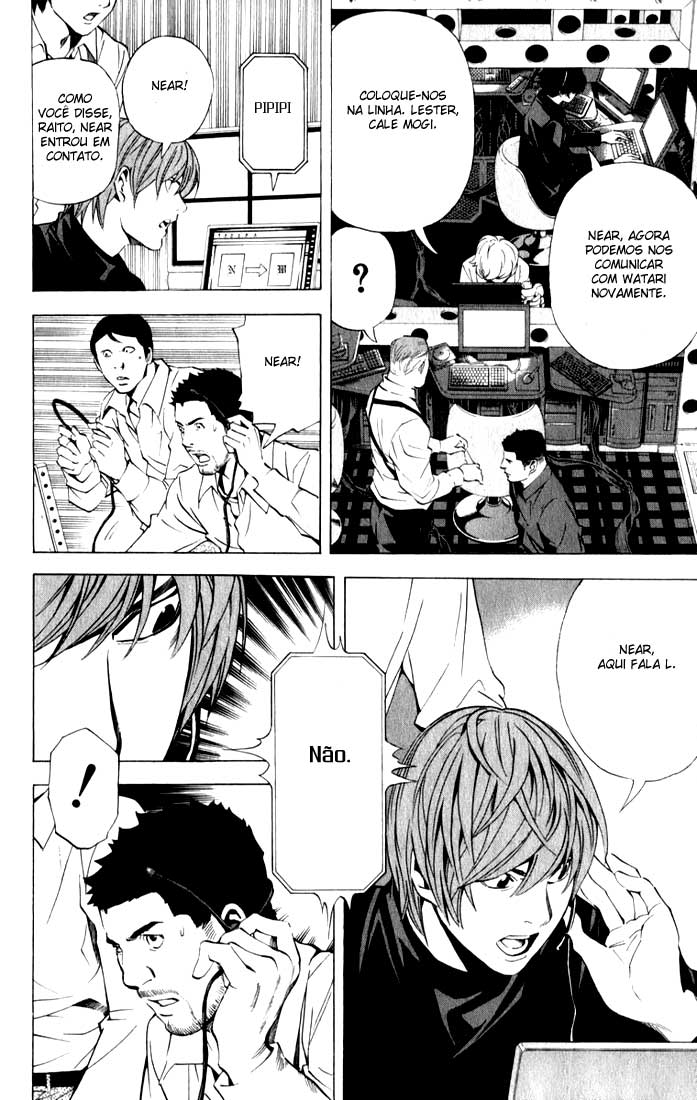 NEAR, AGORA
PODEMOS NOS
COMUNICAR
COM WATARI
NOVAMENTE.
COLOQUE-NOS
NA LINHA. LESTER,
CALE MOGI.
?
PIPIPI
NEAR!
COMO
VOCÊ DISSE,
RAITO, NEAR
ENTROU EM
CONTATO.
N W
NEAR!
NEAR,
AQUI FALA L.
Não.
!